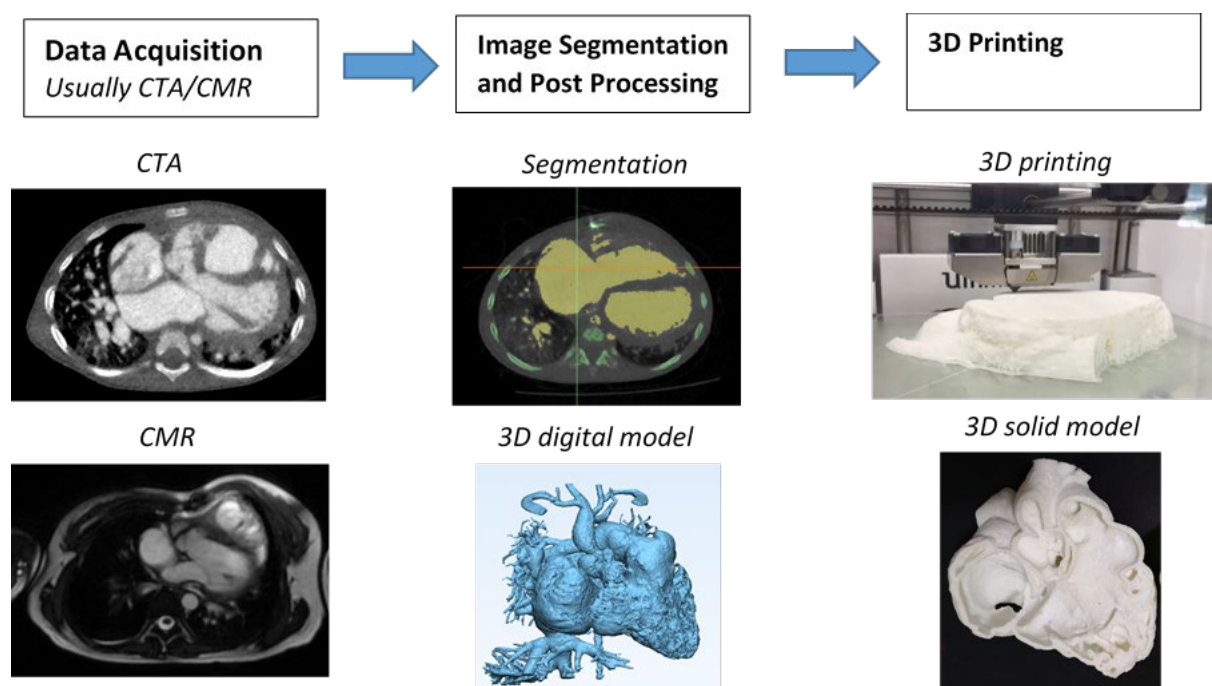 Data Acquisition
Usually CTA/CMR
Image Segmentation
and Post Processing
3D Printing
CTA
Segmentation
3D printing
CMR
3D digital model
3D solid model